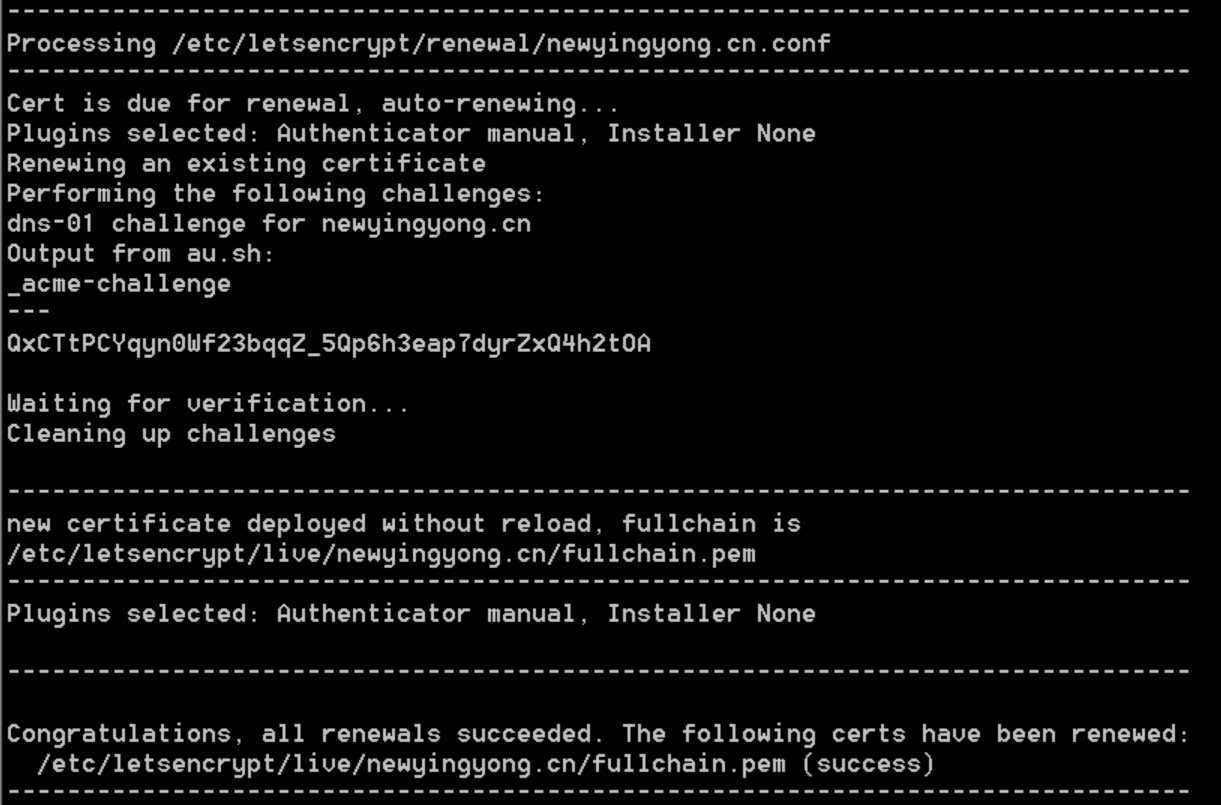 -------------------------------------------------------------------------------
Processing /etc/letsencrypt/renewal/newyingyong.cn.conf
-------------------------------------------------------------------------------
Cert is due for renewal, auto-renewing...
Plugins selected: Authenticator manual, Installer None
Renewing an existing certificate
Performing the following challenges:
dns-01 challenge for newyingyong.cn
Output from au.sh:
_acme-challenge
---
QxCTtPCYqyn0Wf23bqqZ_5Qp6h3eap7dyrZxQ4h2tOA
Waiting for verification...
Cleaning up challenges
-------------------------------------------------------------------------------
new certificate deployed without reload, fullchain is
/etc/letsencrypt/live/newyingyong.cn/fullchain.pem
-------------------------------------------------------------------------------
Plugins selected: Authenticator manual, Installer None
-------------------------------------------------------------------------------
Congratulations, all renewals succeeded. The following certs have been renewed:
  /etc/letsencrypt/live/newyingyong.cn/fullchain.pem (success)
-------------------------------------------------------------------------------